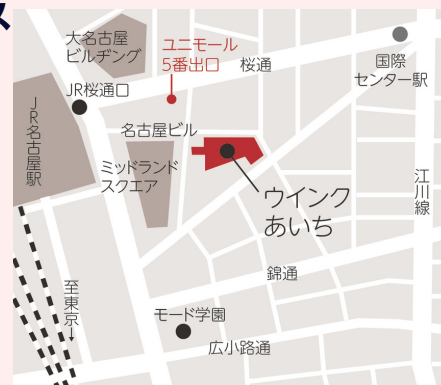 大名古屋
ビルヂング
ユニモール
5番出口
桜通
国際
センター駅
JR桜通口
JR名古屋駅
名古屋ビル
ミッドランド
スクエア
ウインク
あいち
江川線
錦通
至東京↓
モード学園
広小路通